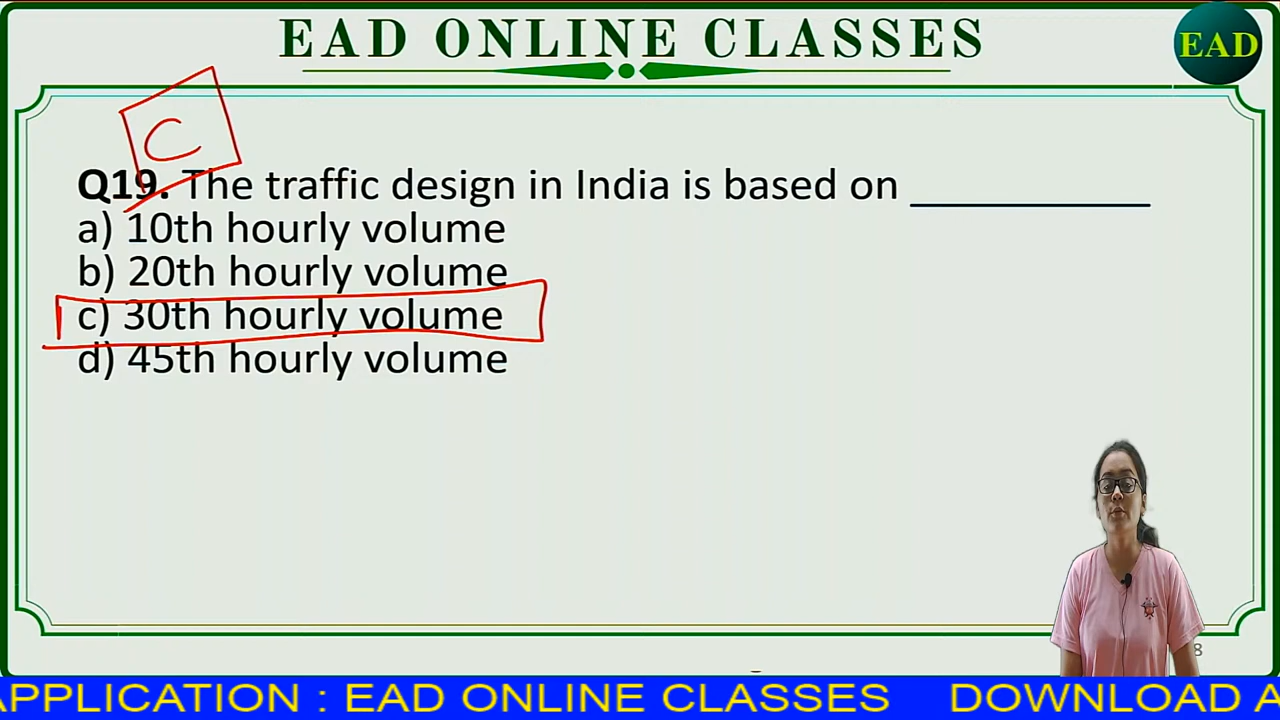 EAD ONLINE CLASSES
EAD
C
Q19. The traffic design in India is based on ____________
a) 10th hourly volume
b) 20th hourly volume
c) 30th hourly volume
d) 45th hourly volume
8
APPLICATION : EAD ONLINE CLASSES DOWNLOAD A